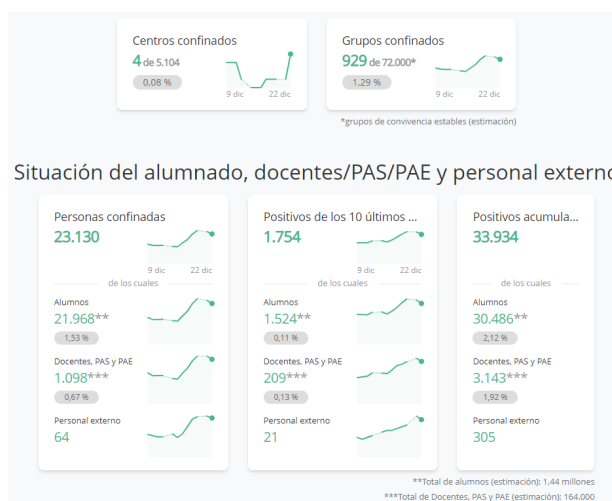 Centros confinados
4 de 5.104
0,08 %
9 dic 22 dic
Grupos confinados
929 de 72.000*
1,29 %
9 dic 22 dic
*grupos de convivencia estables (estimación)
Situación del alumnado, docentes/PAS/PAE y personal externo
Personas confinadas
23.130
9 dic 22 dic
de los cuales
Alumnos
21.968**
1,53 %
Docentes, PAS y PAE
1.098***
0,67 %
Personal externo
64
Positivos de los 10 últimos ...
1.754
9 dic 22 dic
de los cuales
Alumnos
1.524**
0,11 %
Docentes, PAS y PAE
209***
0,13 %
Personal externo
21
Positivos acumula...
33.934
de los cuales
Alumnos
30.486**
2,12 %
Docentes, PAS y PAE
3.143***
1,92 %
Personal externo
305
**Total de alumnos (estimación): 1,44 millones
***Total de Docentes, PAS y PAE (estimación): 164.000